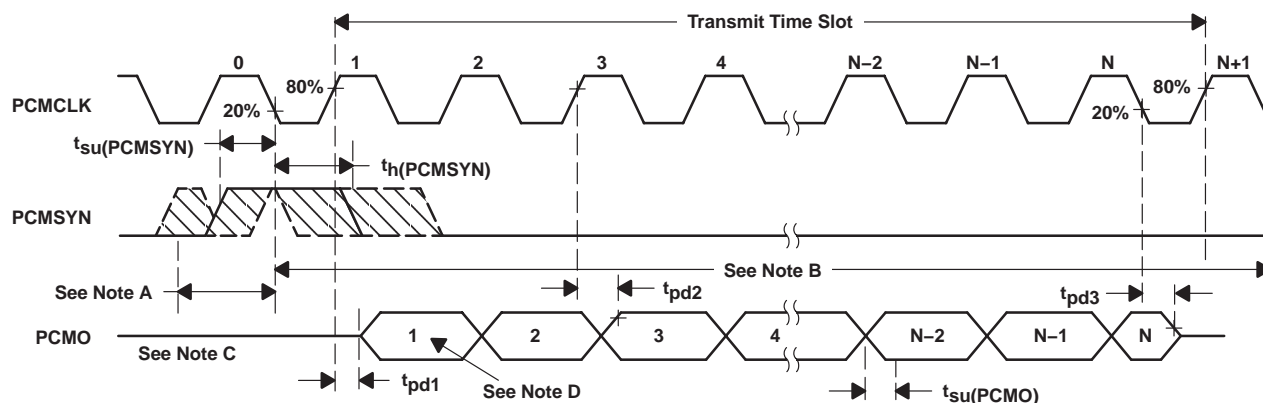 Transmit Time Slot
0 1 2 3 4 N–2 N–1 N N+1
80% 80%
PCMCLK
20% 20%
tsu(PCMSYN)
th(PCMSYN)
PCMSYN
See Note B
See Note A
tpd2
tpd3
PCMO
1 2 3 4 N–2 N–1 N
See Note C
tpd1
See Note D
tsu(PCMO)